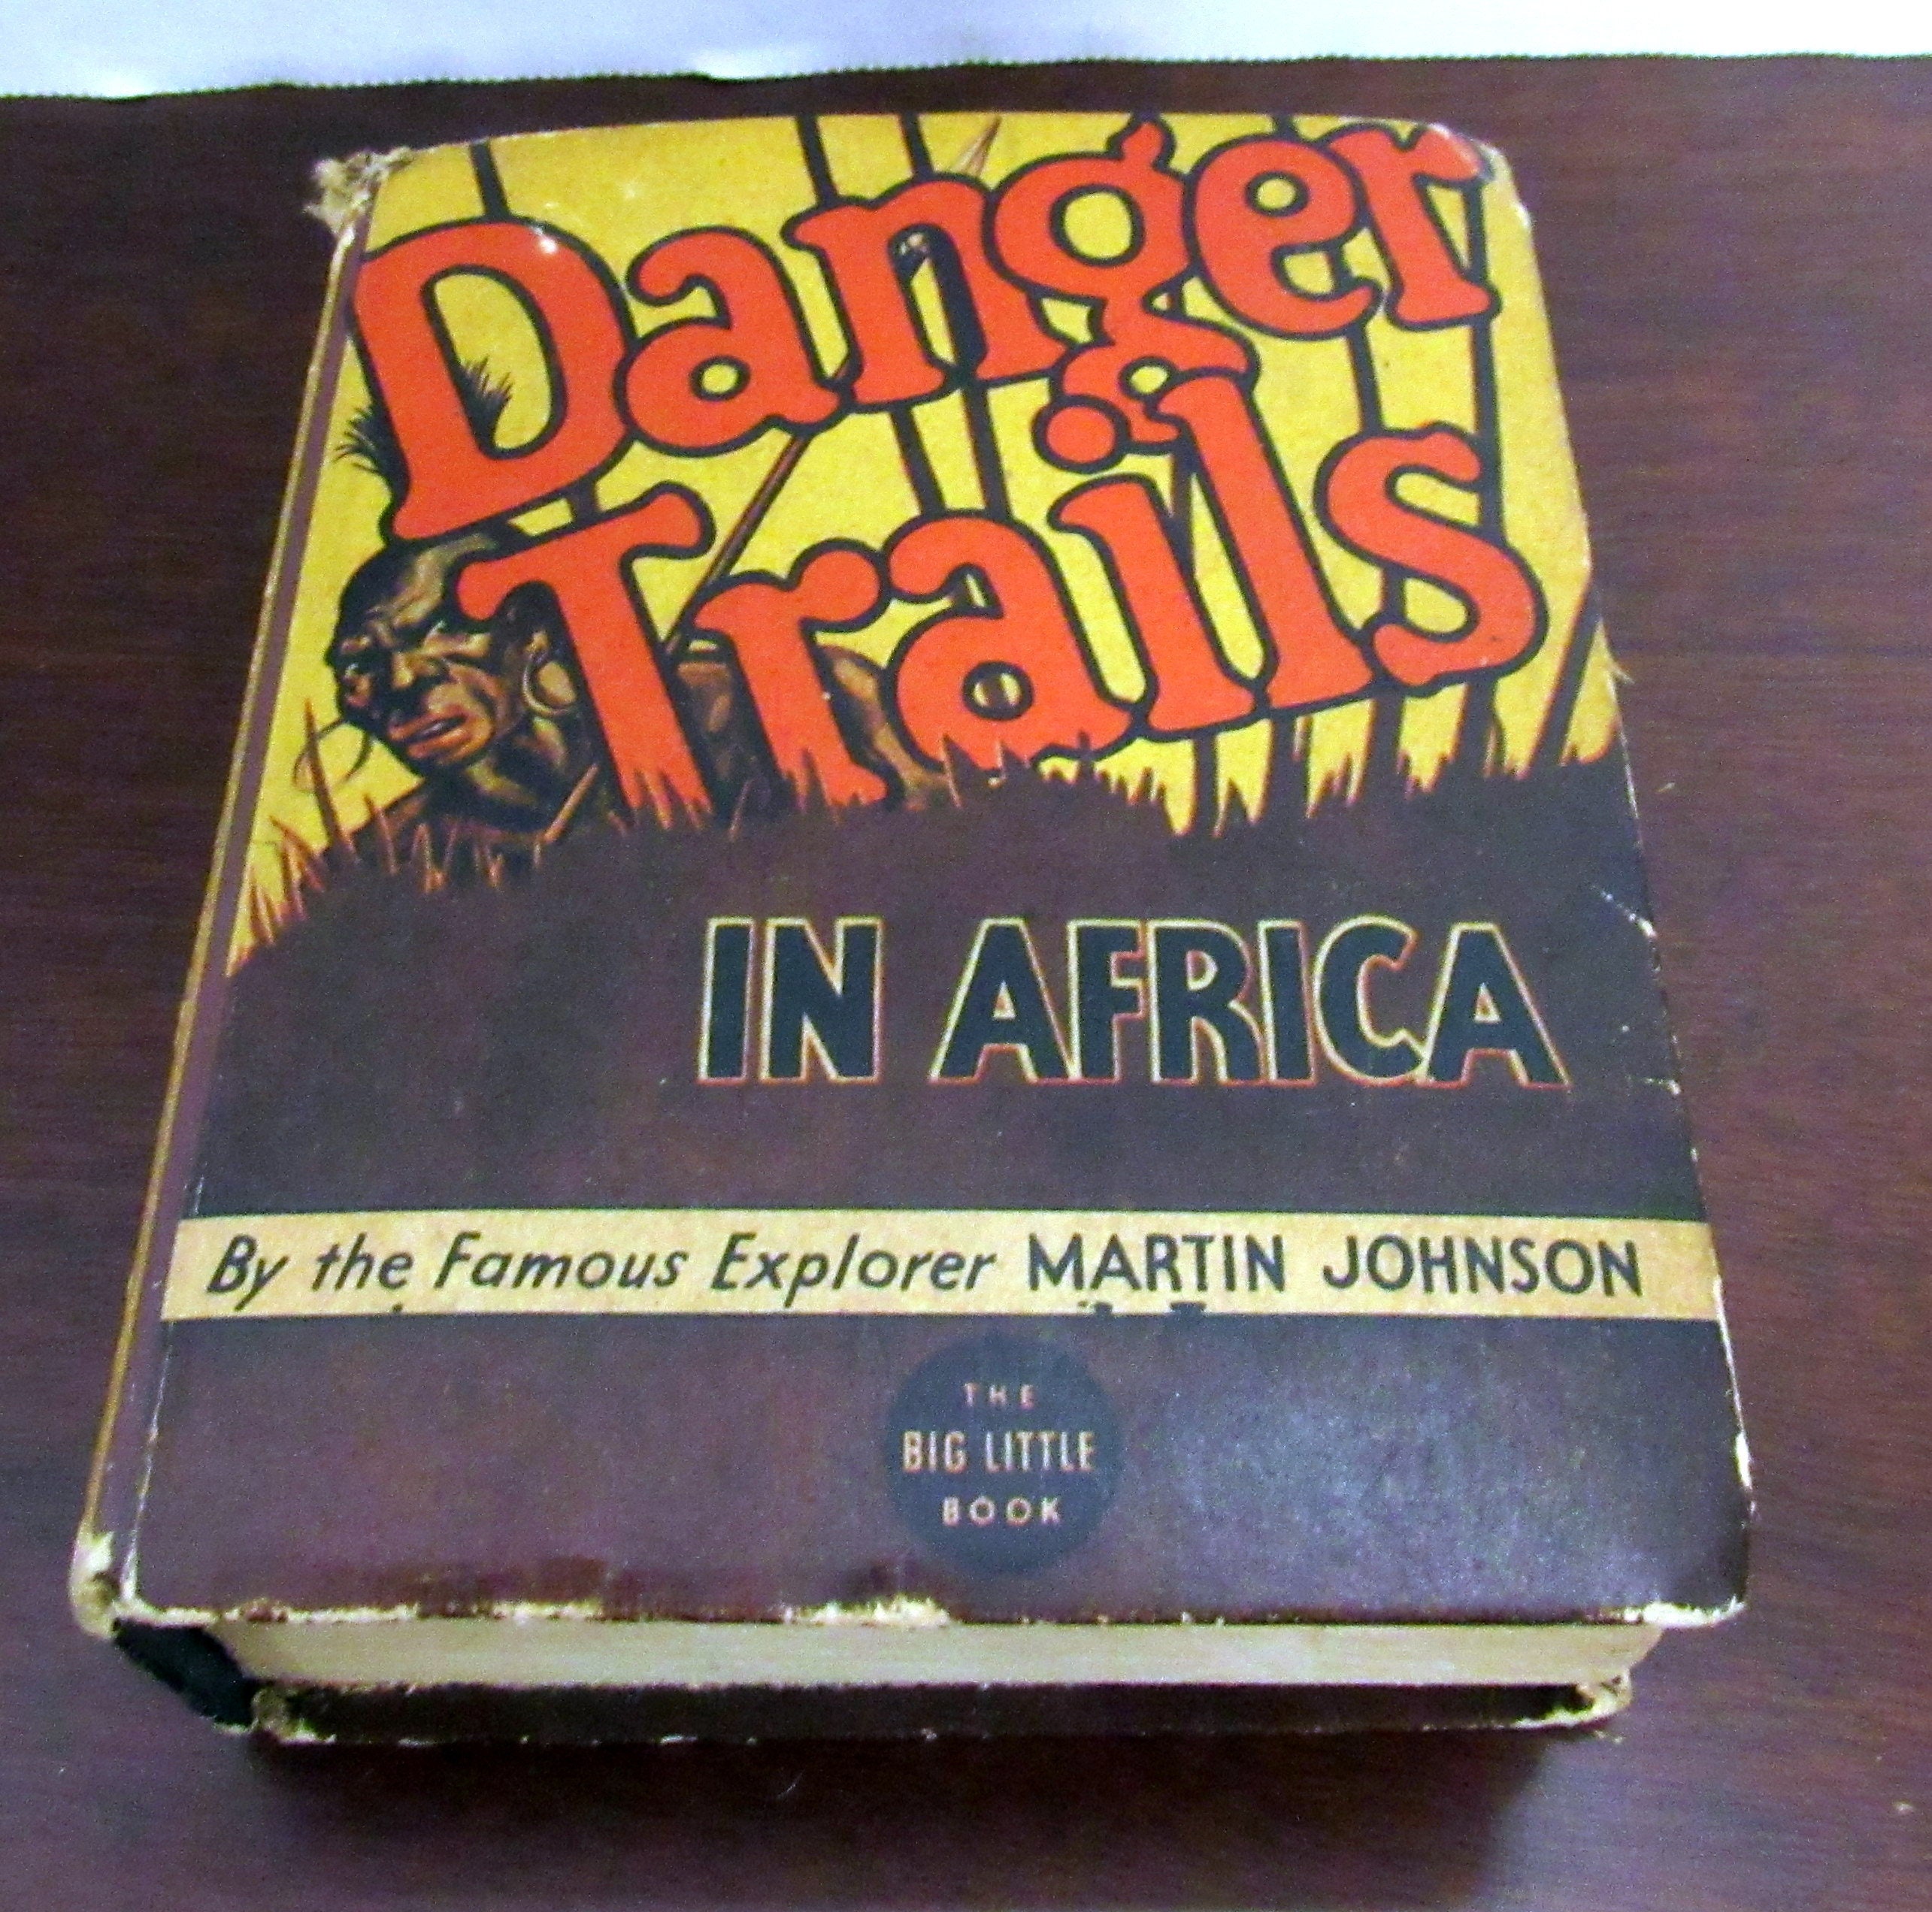 Danger
Trails
IN AFRICA
By the Famous Explorer MARTIN JOHNSON
THE
BIG LITTLE
BOOK